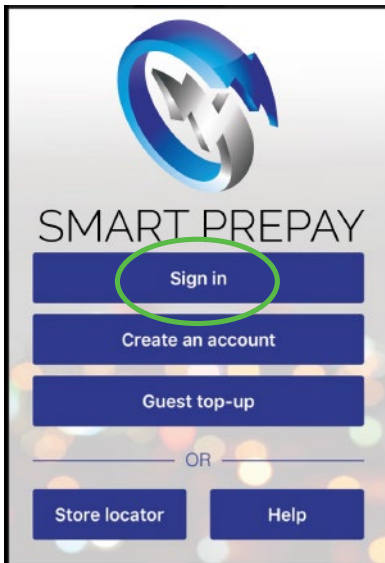 SMART PREPAY
Sign in
Create an account
Guest top-up
OR
Store locator Help